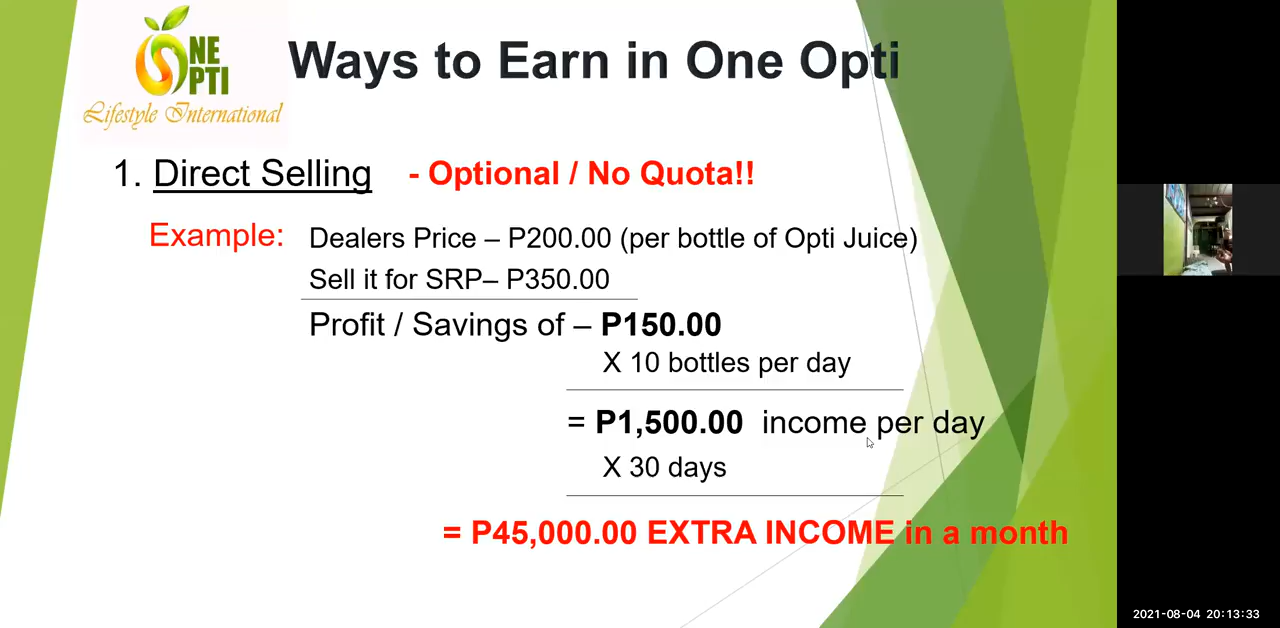 ONE
OPTI
Lifestyle International
Ways to Earn in One Opti
1. Direct Selling - Optional / No Quota!!
Example: Dealers Price – P200.00 (per bottle of Opti Juice)
Sell it for SRP– P350.00
Profit / Savings of – P150.00
X 10 bottles per day
= P1,500.00 income per day
X 30 days
= P45,000.00 EXTRA INCOME in a month
2021-08-04 20:13:33